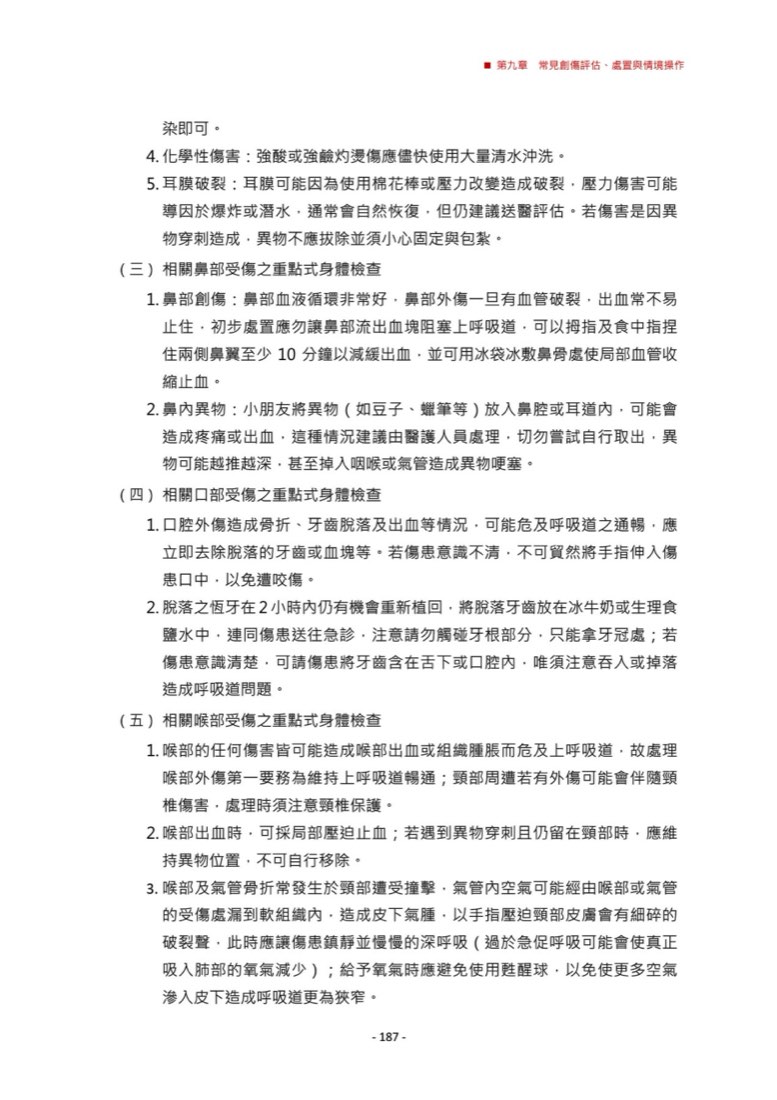 ■ 第九章 常見創傷評估、處置與情境操作
染即可。
4. 化學性傷害：強酸或強鹼灼燙傷應儘快使用大量清水沖洗。
5. 耳膜破裂：耳膜可能因為使用棉花棒或壓力改變造成破裂，壓力傷害可能
導因於爆炸或潛水，通常會自然恢復，但仍建議送醫評估。若傷害是因異
物穿刺造成，異物不應拔除並須小心固定與包紮。
（三）相關鼻部受傷之重點式身體檢查
1. 鼻部創傷：鼻部血液循環非常好，鼻部外傷一旦有血管破裂，出血常不易
止住，初步處置應勿讓鼻部流出血塊阻塞上呼吸道，可以拇指及食中指捏
住兩側鼻翼至少 10 分鐘以減緩出血，並可用冰袋冰敷鼻骨處使局部血管收
縮止血。
2. 鼻內異物：小朋友將異物（如豆子、蠟筆等）放入鼻腔或耳道內，可能會
造成疼痛或出血，這種情況建議由醫護人員處理，切勿嘗試自行取出，異
物可能越推越深，甚至掉入咽喉或氣管造成異物哽塞。
（四）相關口部受傷之重點式身體檢查
1. 口腔外傷造成骨折、牙齒脫落及出血等情況，可能危及呼吸道之通暢，應
立即去除脫落的牙齒或血塊等。若傷患意識不清，不可貿然將手指伸入傷
患口中，以免遭咬傷。
2. 脫落之恆牙在 2 小時內仍有機會重新植回，將脫落牙齒放在冰牛奶或生理食
鹽水中，連同傷患送往急診，注意請勿觸碰牙根部分，只能拿牙冠處；若
傷患意識清楚，可請傷患將牙齒含在舌下或口腔內，唯須注意吞入或掉落
造成呼吸道問題。
（五）相關喉部受傷之重點式身體檢查
1. 喉部的任何傷害皆可能造成喉部出血或組織腫脹而危及上呼吸道，故處理
喉部外傷第一要務為維持上呼吸道暢通；頸部周遭若有外傷可能會伴隨頸
椎傷害，處理時須注意頸椎保護。
2. 喉部出血時，可採局部壓迫止血；若遇到異物穿刺且仍留在頸部時，應維
持異物位置，不可自行移除。
3. 喉部及氣管骨折常發生於頸部遭受撞擊，氣管內空氣可能經由喉部或氣管
的受傷處漏到軟組織內，造成皮下氣腫，以手指壓迫頸部皮膚會有細碎的
破裂聲，此時應讓傷患鎮靜並慢慢的深呼吸（過於急促呼吸可能會使真正
吸入肺部的氧氣減少）；給予氧氣時應避免使用甦醒球，以免使更多空氣
滲入皮下造成呼吸道更為狹窄。
- 187 -